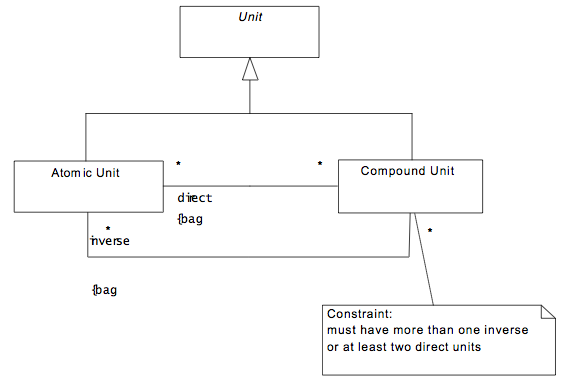 Unit
Atomic Unit
Compound Unit
*
*
direct
{bag
*
inverse
*
{bag
Constraint:
must have more than one inverse
or at least two direct units